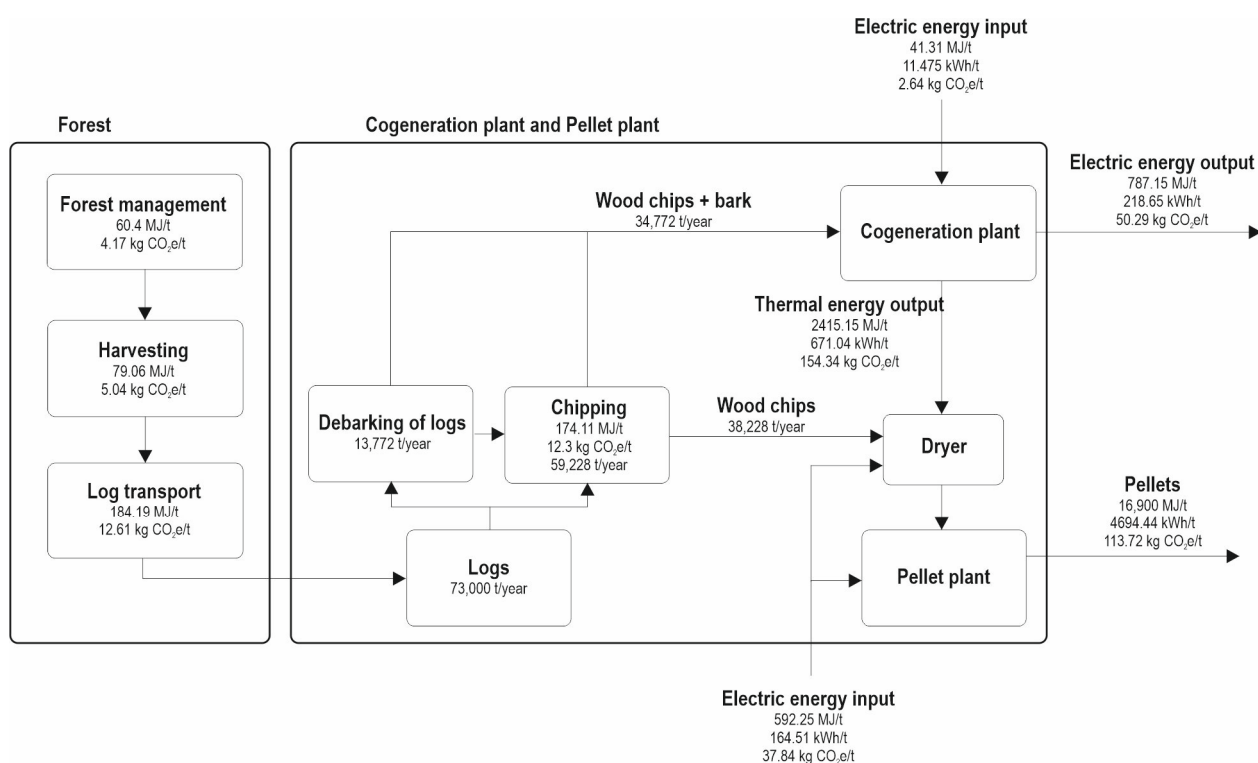 Electric energy input
41.31 MJ/t
11.475 kWh/t
2.64 kg CO₂e/t
Forest
Cogeneration plant and Pellet plant
Forest management
60.4 MJ/t
4.17 kg CO₂e/t
Wood chips + bark
34,772 t/year
Cogeneration plant
Electric energy output
787.15 MJ/t
218.65 kWh/t
50.29 kg CO₂e/t
Thermal energy output
2415.15 MJ/t
671.04 kWh/t
154.34 kg CO₂e/t
Harvesting
79.06 MJ/t
5.04 kg CO₂e/t
Debarking of logs
13,772 t/year
Chipping
174.11 MJ/t
12.3 kg CO₂e/t
59,228 t/year
Wood chips
38,228 t/year
Dryer
Log transport
184.19 MJ/t
12.61 kg CO₂e/t
Logs
73,000 t/year
Pellet plant
Pellets
16,900 MJ/t
4694.44 kWh/t
113.72 kg CO₂e/t
Electric energy input
592.25 MJ/t
164.51 kWh/t
37.84 kg CO₂e/t